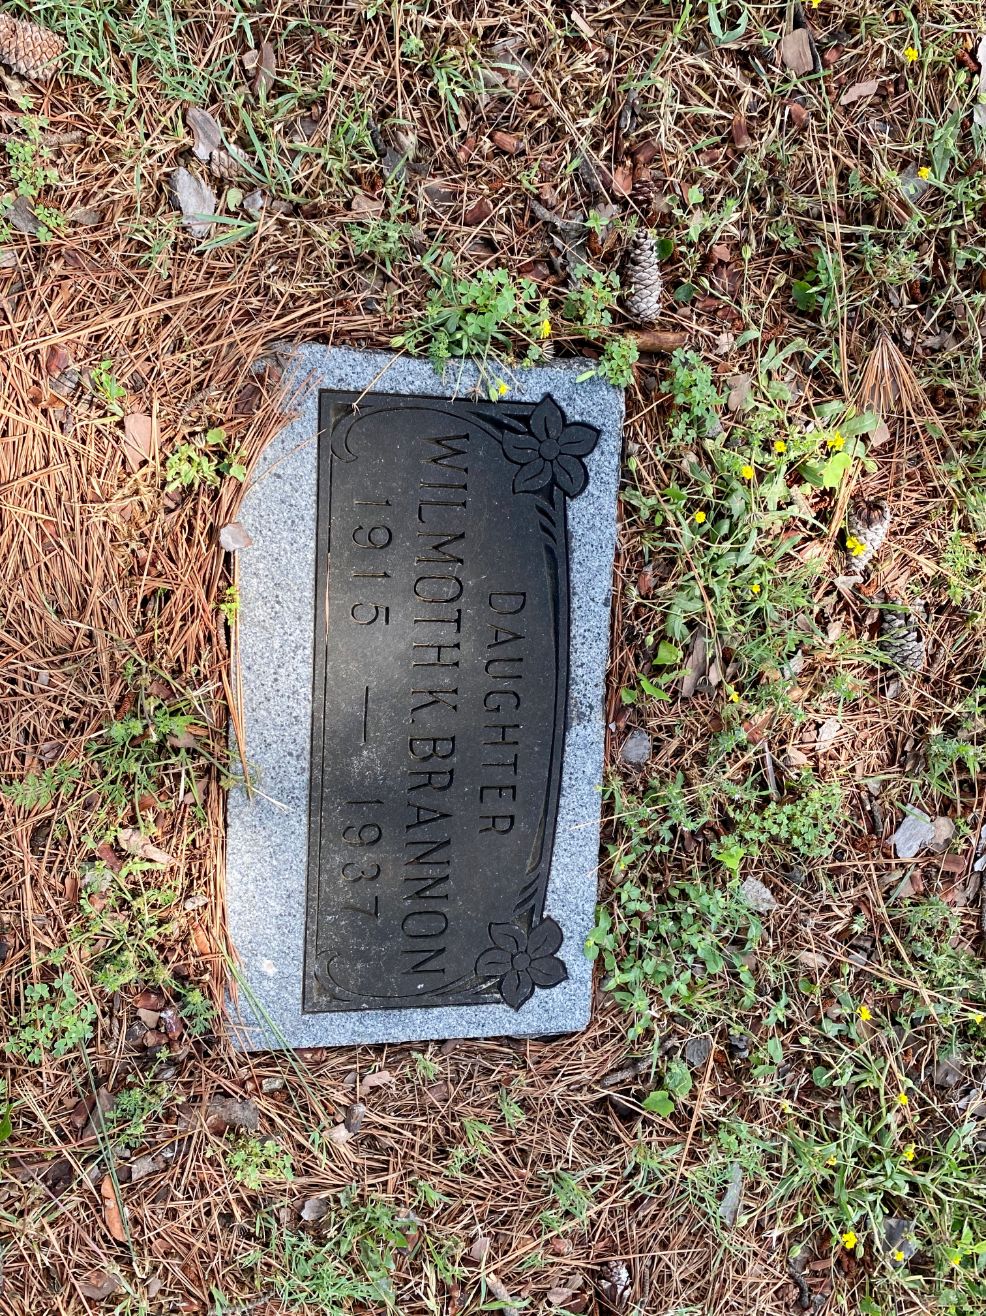 DAUGHTER
WILMOTH K. BRANNON
1915 — 1937